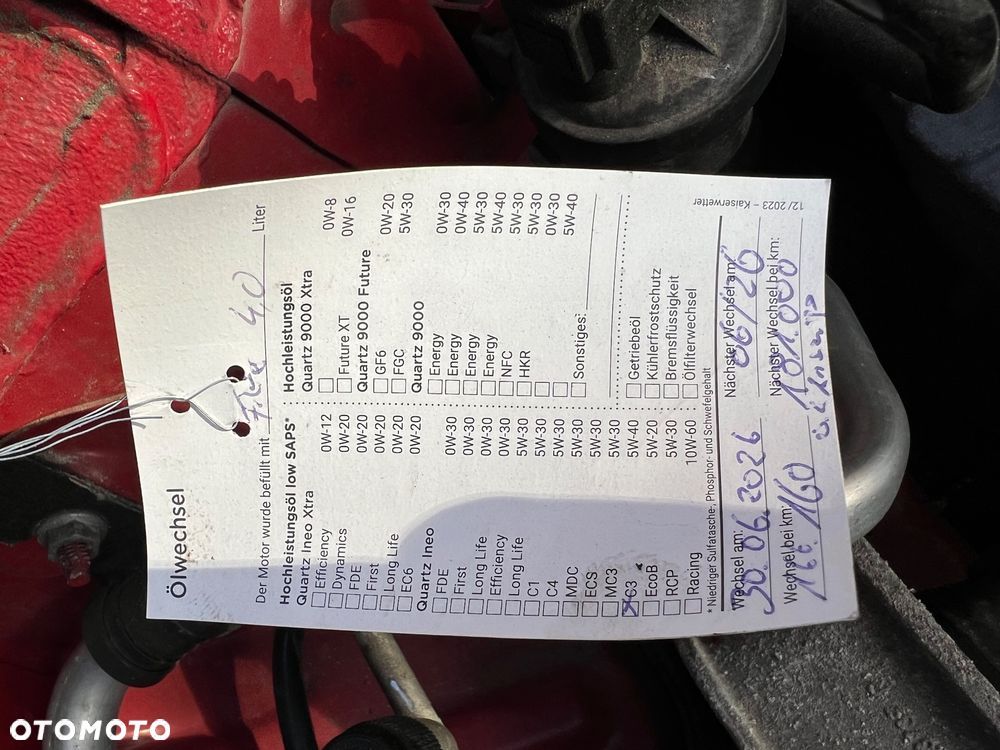 Ölwechsel
Der Motor wurde befüllt mit 4,0 Liter
Hochleistungsöl low SAPS*
Quartz Ineo Xtra
Efficiency 0W-12
Dynamics 0W-20
FDE 0W-20
First 0W-20
Long Life 0W-20
EC6 0W-20
Quartz Ineo
FDE 0W-30
First 0W-30
Long Life 0W-30
Efficiency 0W-30
Long Life 5W-30
C1 5W-30
C4 5W-30
MDC 5W-30
ECS 5W-30
MC3 5W-30
C3 5W-40
EcoB 5W-20
RCP 5W-30
Racing 10W-60
Hochleistungsöl
Quartz 9000 Xtra
0W-8
Future XT 0W-16
Quartz 9000 Future
GF6 0W-20
FGC 5W-30
Quartz 9000
Energy 0W-30
Energy 0W-40
Energy 5W-30
Energy 5W-40
NFC 5W-30
HKR 5W-30
0W-30
5W-40
Sonstiges:
Getriebeöl
Kühlerfrostschutz
Bremsflüssigkeit
Ölfilterwechsel
* Niedriger Sulfatasche-, Phosphor- und Schwefelgehalt
Wechsel am: 30.06.2026
Nächster Wechsel am:
Wechsel bei km: 160
Nächster Wechsel bei km:
12/2023 – Kaiserwetter
OTOMOTO